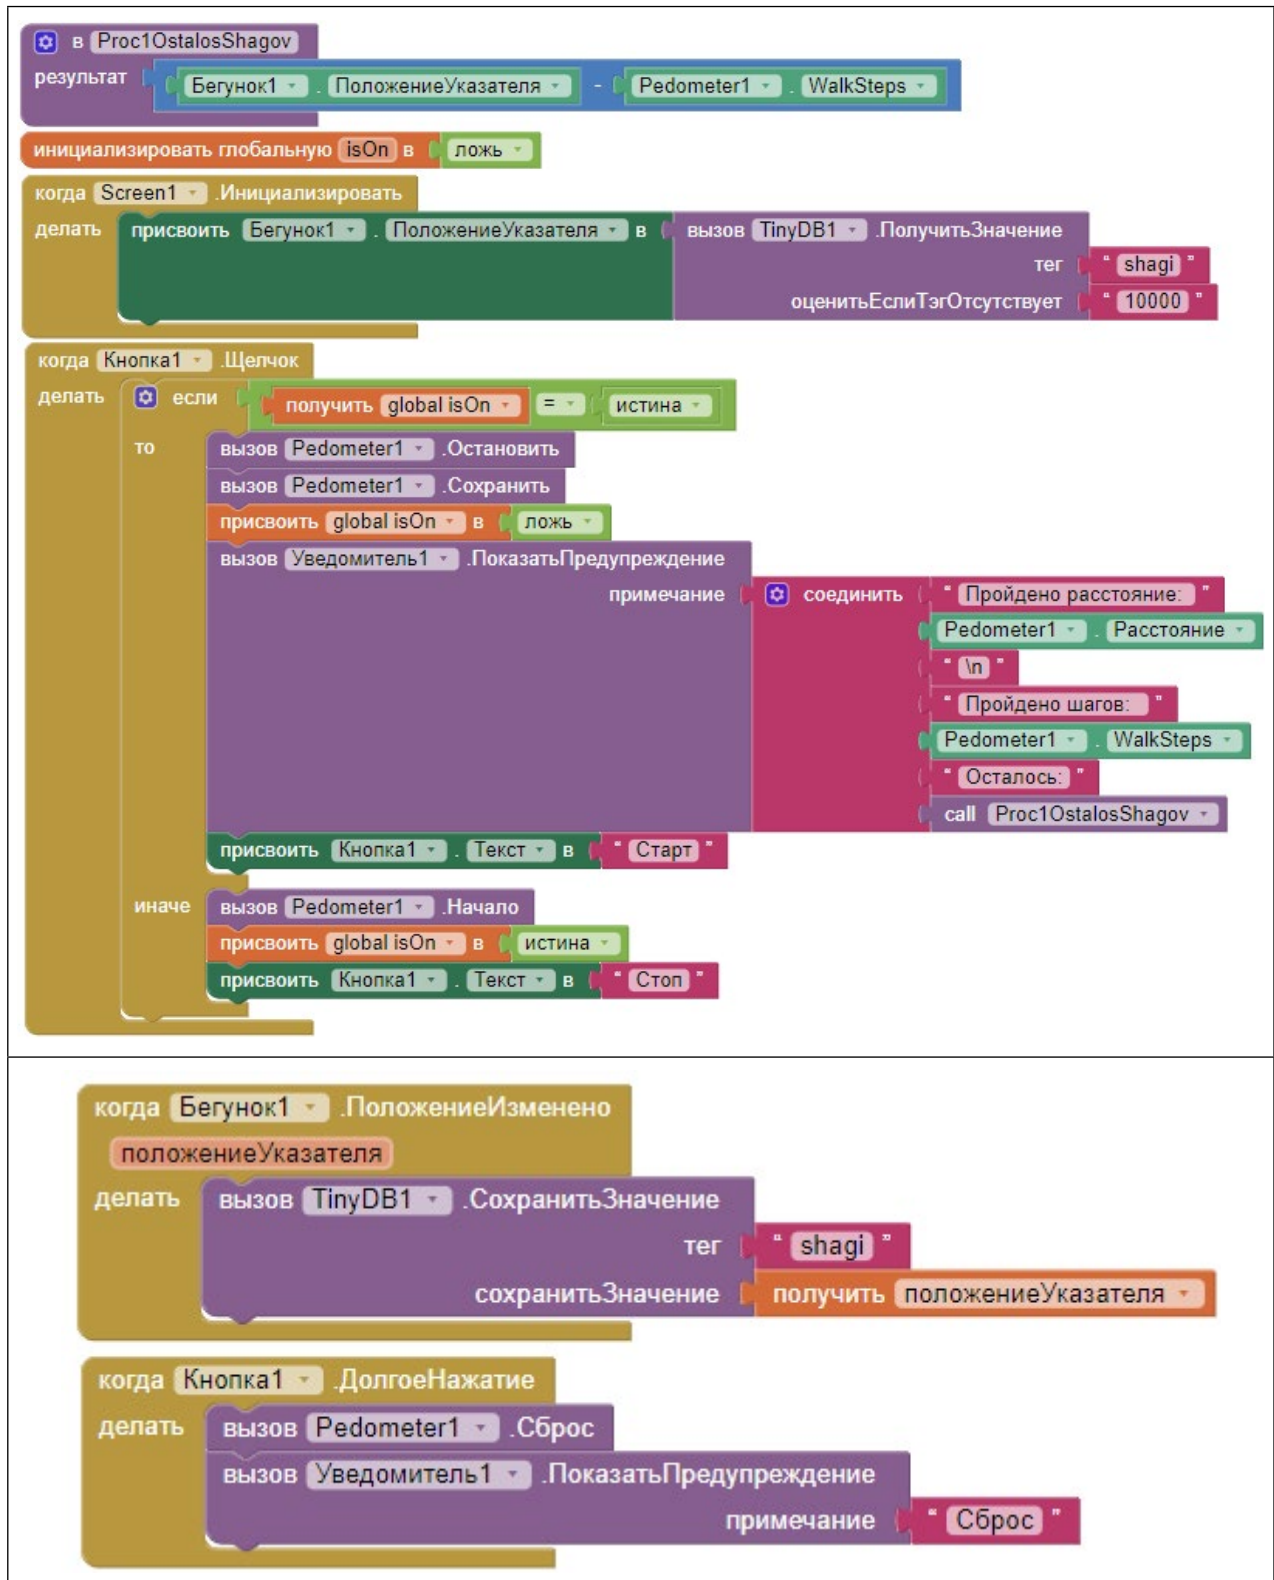 в Proc1OstalosShagov
результат Бегунок1 . ПоложениеУказателя - Pedometer1 . WalkSteps
инициализировать глобальную isOn в ложь
когда Screen1 .Инициализировать
делать присвоить Бегунок1 . ПоложениеУказателя в вызов TinyDB1 .ПолучитьЗначение
тег " shagi "
оценитьЕслиТэгОтсутствует " 10000 "
когда Кнопка1 .Щелчок
делать если получить global isOn = истина
то вызов Pedometer1 .Остановить
вызов Pedometer1 .Сохранить
присвоить global isOn в ложь
вызов Уведомитель1 .ПоказатьПредупреждение
примечание соединить " Пройдено расстояние: "
Pedometer1 . Расстояние
" \n "
" Пройдено шагов: "
Pedometer1 . WalkSteps
" Осталось: "
call Proc1OstalosShagov
присвоить Кнопка1 . Текст в " Старт "
иначе вызов Pedometer1 .Начало
присвоить global isOn в истина
присвоить Кнопка1 . Текст в " Стоп "
когда Бегунок1 .ПоложениеИзменено
положениеУказателя
делать вызов TinyDB1 .СохранитьЗначение
тег " shagi "
сохранитьЗначение получить положениеУказателя
когда Кнопка1 .ДолгоеНажатие
делать вызов Pedometer1 .Сброс
вызов Уведомитель1 .ПоказатьПредупреждение
примечание " Сброс "